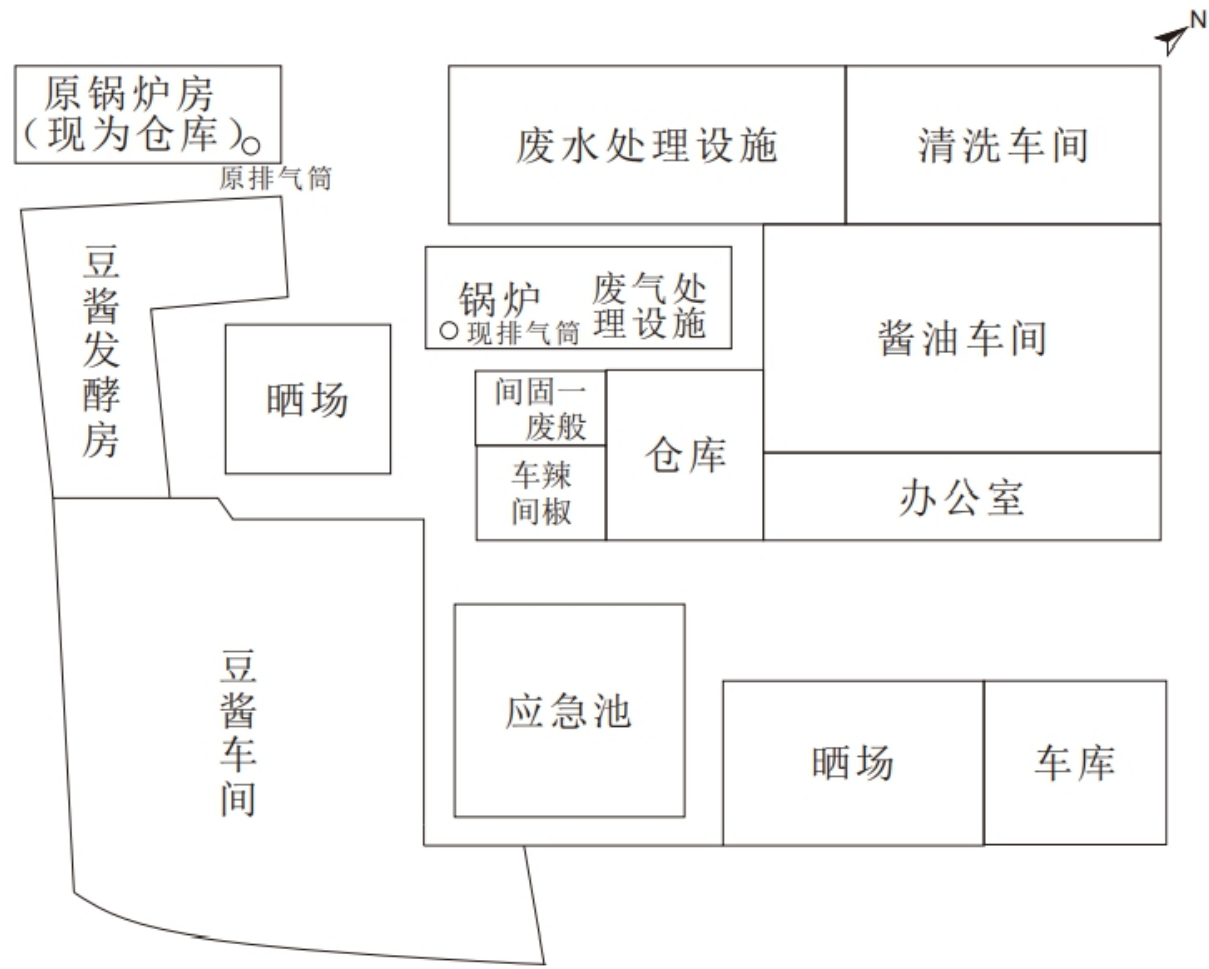 N
原锅炉房
（现为仓库）
原排气筒
废水处理设施
清洗车间
豆酱发酵房
锅炉
现排气筒
废气处
理设施
酱油车间
晒场
间固一
废般
车辣
间椒
仓库
办公室
豆酱车间
应急池
晒场
车库